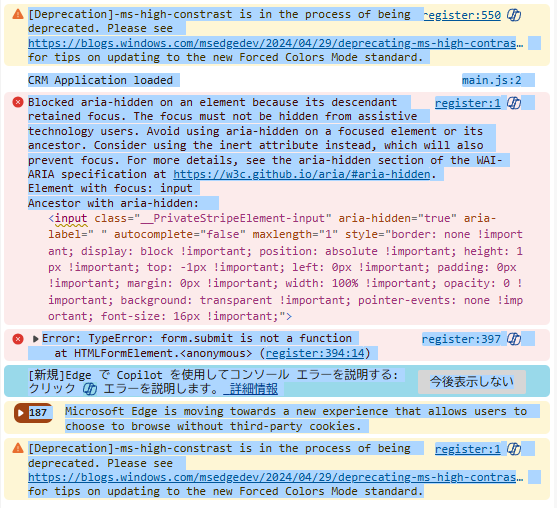 [Deprecation]-ms-high-constrast is in the process of being register:550
deprecated. Please see
https://blogs.windows.com/msedgedev/2024/04/29/deprecating-ms-high-contras…
for tips on updating to the new Forced Colors Mode standard.
CRM Application loaded main.js:2
Blocked aria-hidden on an element because its descendant register:1
retained focus. The focus must not be hidden from assistive
technology users. Avoid using aria-hidden on a focused element or its
ancestor. Consider using the inert attribute instead, which will also
prevent focus. For more details, see the aria-hidden section of the WAI-
ARIA specification at https://w3c.github.io/aria/#aria-hidden.
Element with focus: input
Ancestor with aria-hidden:
<input class="__PrivateStripeElement-input" aria-hidden="true" aria-
label=" " autocomplete="false" maxlength="1" style="border: none !import
ant; display: block !important; position: absolute !important; height: 1
px !important; top: -1px !important; left: 0px !important; padding: 0px
!important; margin: 0px !important; width: 100% !important; opacity: 0 !
important; background: transparent !important; pointer-events: none !imp
ortant; font-size: 16px !important;">
Error: TypeError: form.submit is not a function register:397
at HTMLFormElement.<anonymous> (register:394:14)
[新規]Edge で Copilot を使用してコンソール エラーを説明する:
クリック エラーを説明します。 詳細情報
今後表示しない
187 Microsoft Edge is moving towards a new experience that allows users to
choose to browse without third-party cookies.
[Deprecation]-ms-high-constrast is in the process of being register:1
deprecated. Please see
https://blogs.windows.com/msedgedev/2024/04/29/deprecating-ms-high-contras…
for tips on updating to the new Forced Colors Mode standard.